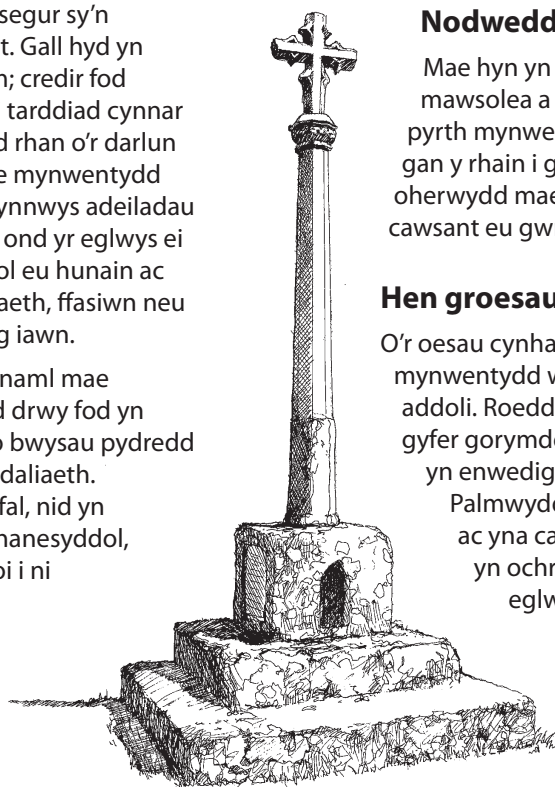 segur sy'n
t. Gall hyd yn
n; credir fod
tarddiad cynnar
d rhan o'r darlun
e mynwentydd
ynnwys adeiladau
ond yr eglwys ei
ol eu hunain ac
aeth, ffasiwn neu
g iawn.
naml mae
d drwy fod yn
o bwysau pydredd
daliaeth.
fal, nid yn
hanesyddol,
oi i ni
Nodwedd
Mae hyn yn
mawsolea a
pyrth mynwe
gan y rhain i g
oherwydd mae
cawsant eu gw
Hen groesau
O'r oesau cynha
mynwentydd w
addoli. Roedd
gyfer gorymde
yn enwedig
Palmwyd
ac yna ca
yn ochr
eglw